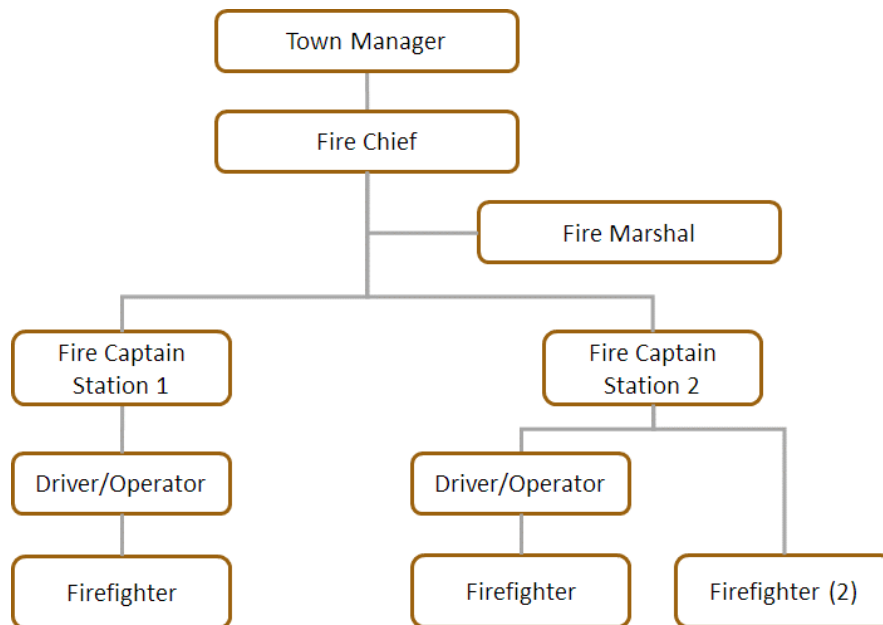 Town Manager
Fire Chief
Fire Marshal
Fire Captain
Station 1
Fire Captain
Station 2
Driver/Operator
Driver/Operator
Firefighter
Firefighter
Firefighter (2)